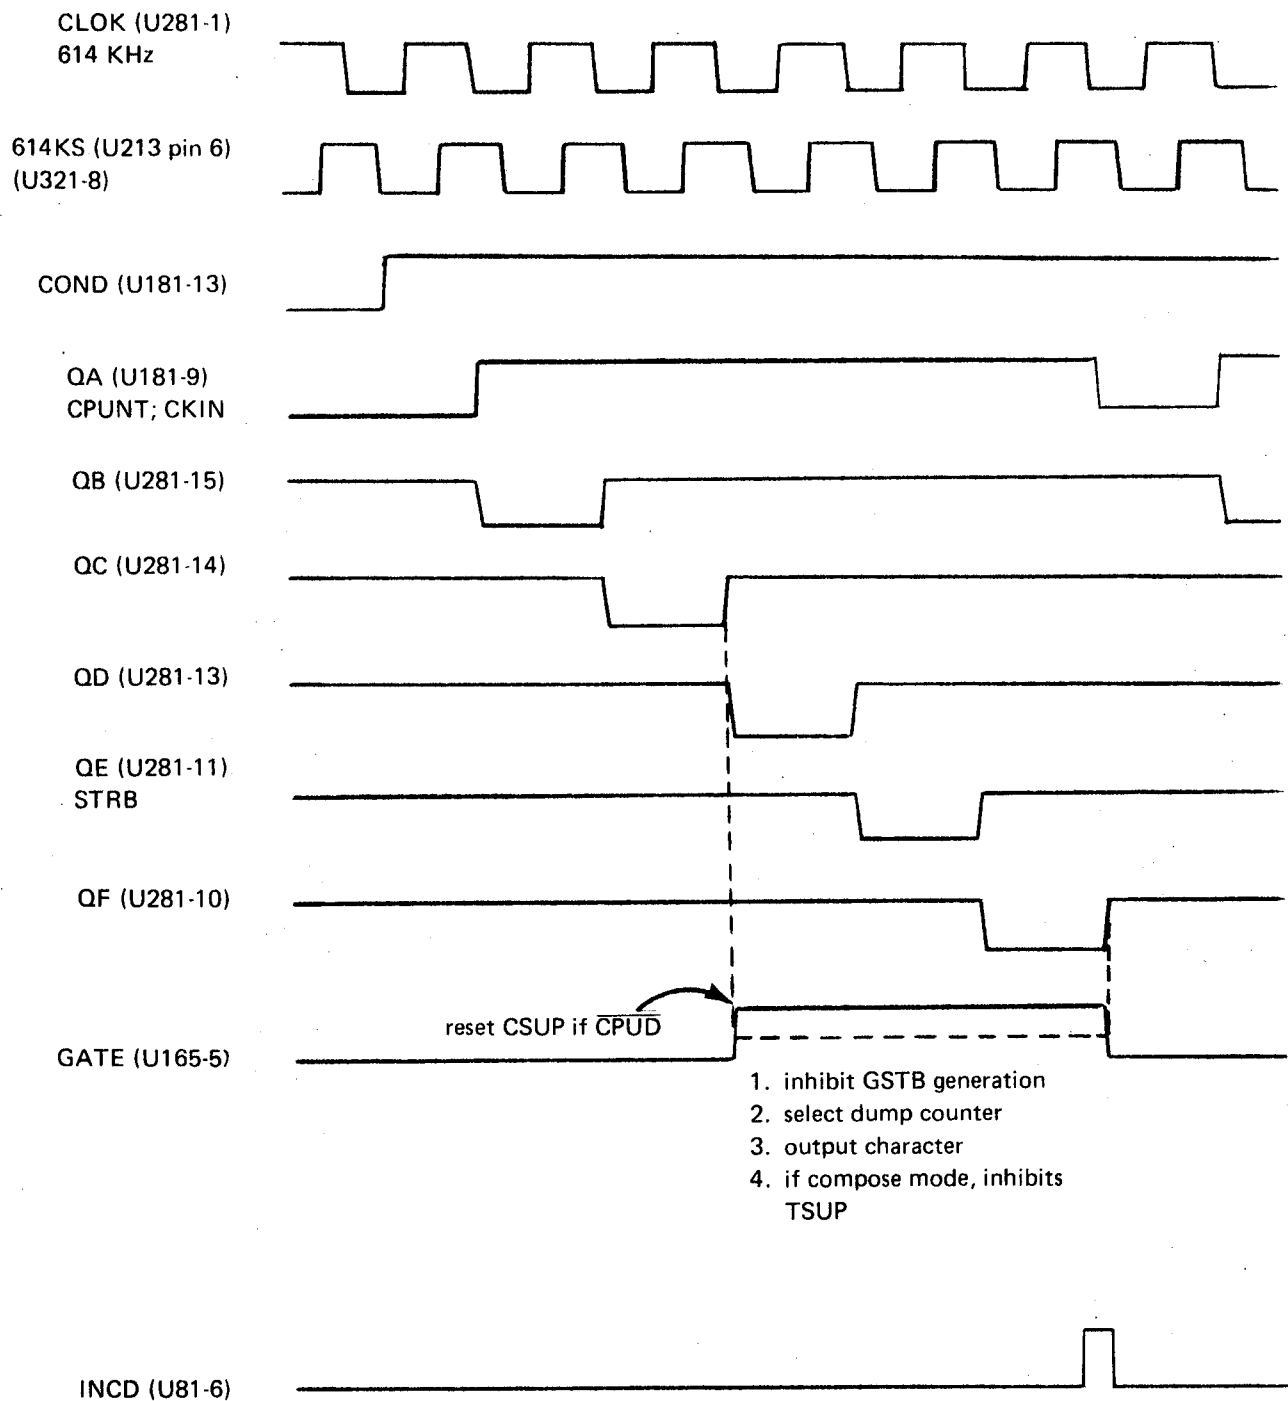 CLOK (U281-1)
614 KHz
614KS (U213 pin 6)
(U321-8)
COND (U181-13)
QA (U181-9)
CPUNT; CKIN
QB (U281-15)
QC (U281-14)
QD (U281-13)
QE (U281-11)
STRB
QF (U281-10)
reset CSUP if CPUD
GATE (U165-5)
1. inhibit GSTB generation
2. select dump counter
3. output character
4. if compose mode, inhibits
TSUP
INCD (U81-6)